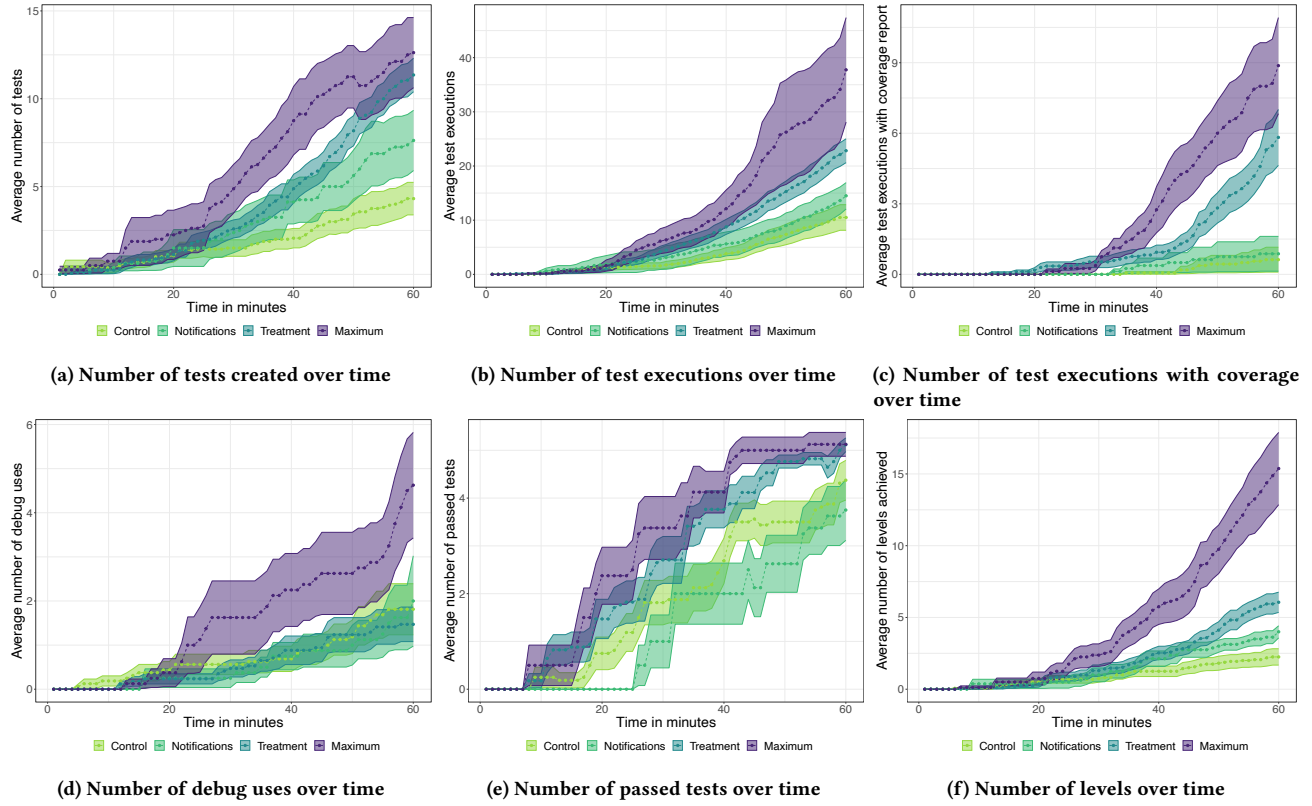 Average number of tests
15
10
5
0
0
20
40
60
Time in minutes
Control Notifications Treatment Maximum
(a) Number of tests created over time
Average test executions
40
30
20
10
0
0
20
40
60
Time in minutes
Control Notifications Treatment Maximum
(b) Number of test executions over time
Average test executions with coverage report
9
6
3
0
0
20
40
60
Time in minutes
Control Notifications Treatment Maximum
(c) Number of test executions with coverage
over time
Average number of debug uses
6
4
2
0
0
20
40
60
Time in minutes
Control Notifications Treatment Maximum
(d) Number of debug uses over time
Average number of passed tests
4
2
0
0
20
40
60
Time in minutes
Control Notifications Treatment Maximum
(e) Number of passed tests over time
Average number of levels achieved
15
10
5
0
0
20
40
60
Time in minutes
Control Notifications Treatment Maximum
(f) Number of levels over time